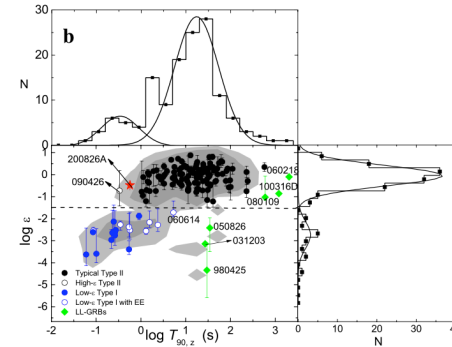 b
30
20
10
0
N
200826A
090426
060218
100316D
080109
060614
050826
031203
980425
Typical Type II
High-ε Type II
Low-ε Type I
Low-ε Type I with EE
LL-GRBs
log ε
1
0
-1
-2
-3
-4
-5
-6
-2 -1 0 1 2 3
0 10 20 30 40
log T90, z (s)
N